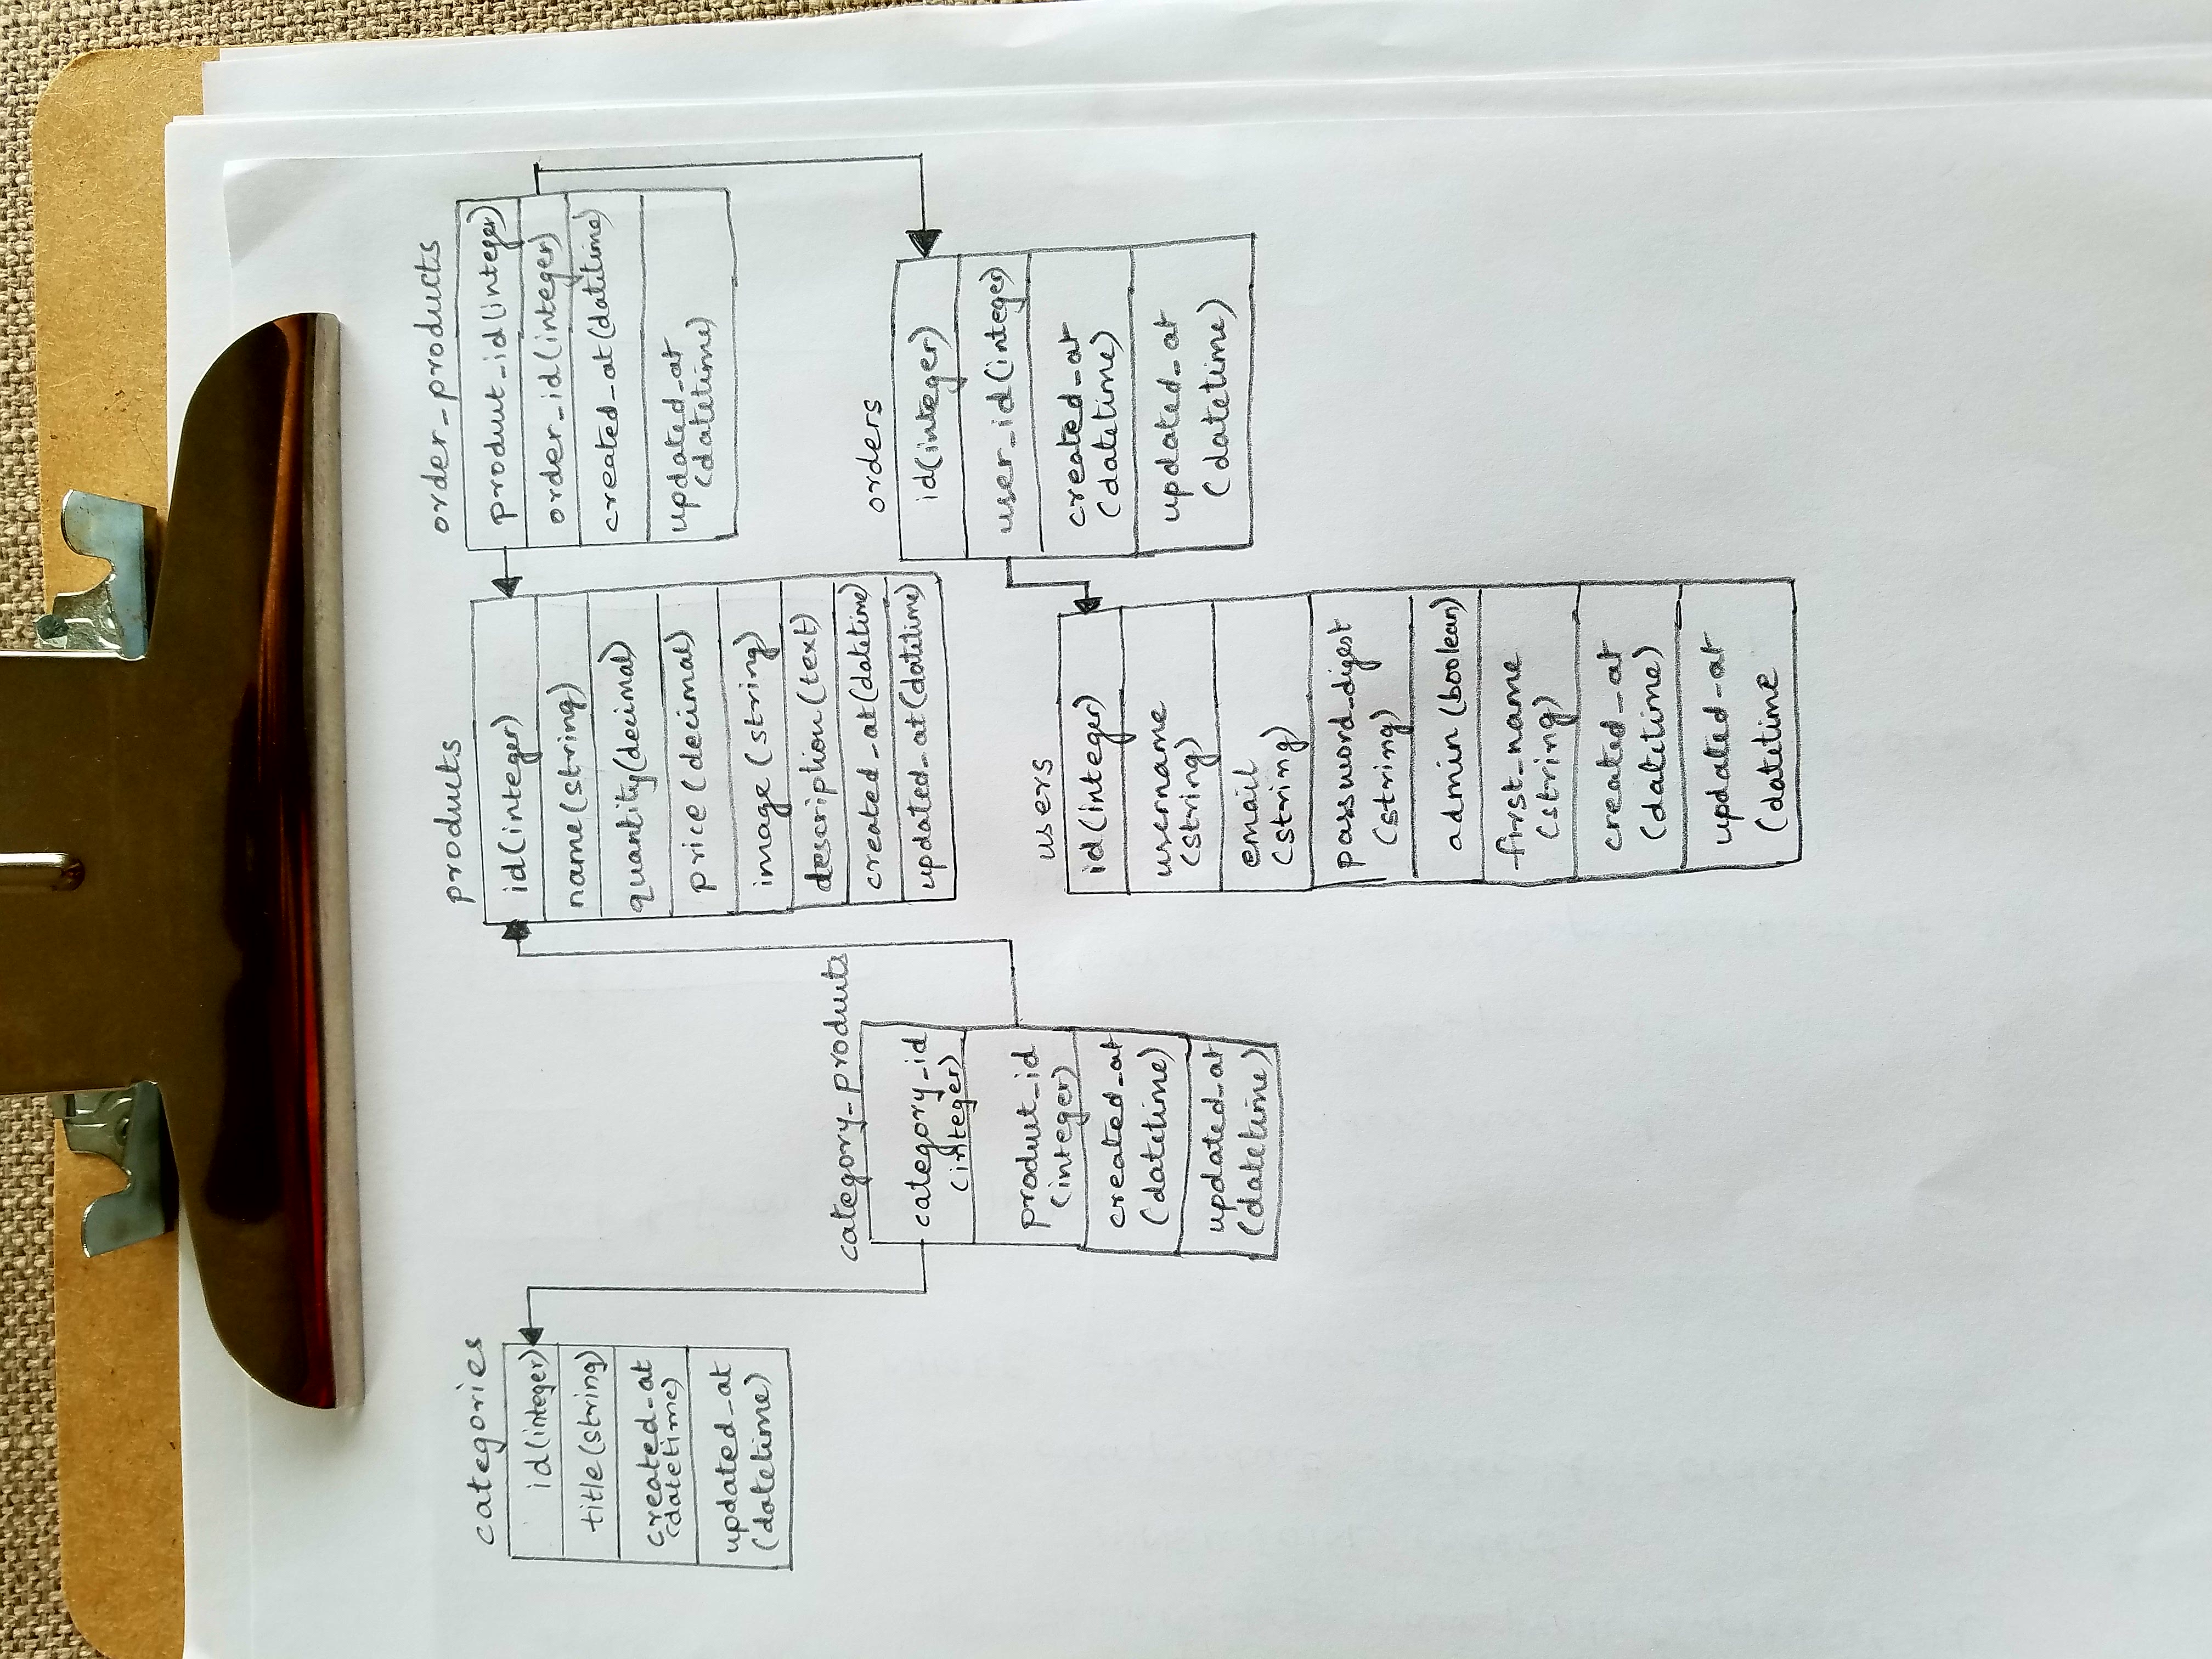 categories
id(integer)
title(string)
created_at
(datetime)
updated_at
(datetime)
category_products
category_id
(integer)
product_id
(integer)
created_at
(datetime)
updated_at
(datetime)
products
id(integer)
name(string)
quantity(decimal)
price(decimal)
image(string)
description(text)
created_at(datetime)
updated_at(datetime)
order_products
product_id(integer)
order_id(integer)
created_at(datetime)
updated_at
(datetime)
orders
id(integer)
user_id(integer)
created_at
(datetime)
updated_at
(datetime)
users
id(integer)
username
(string)
email
(string)
password_digest
(string)
admin(boolean)
first_name
(string)
created_at
(datetime)
updated_at
(datetime